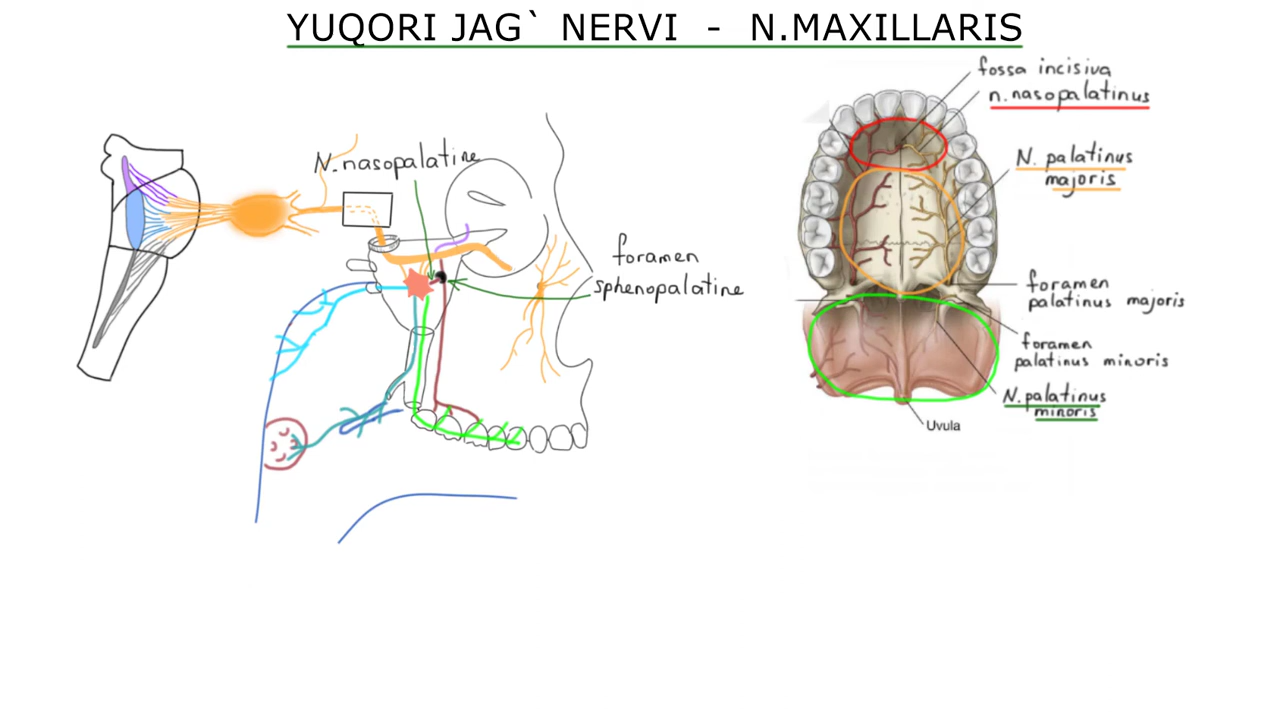 YUQORI JAG` NERVI - N.MAXILLARIS
N.nasopalatine
foramen
sphenopalatine
fossa incisiva
n.nasopalatinus
N. palatinus
majoris
foramen
palatinus majoris
foramen
palatinus minoris
N.palatinus
minoris
Uvula